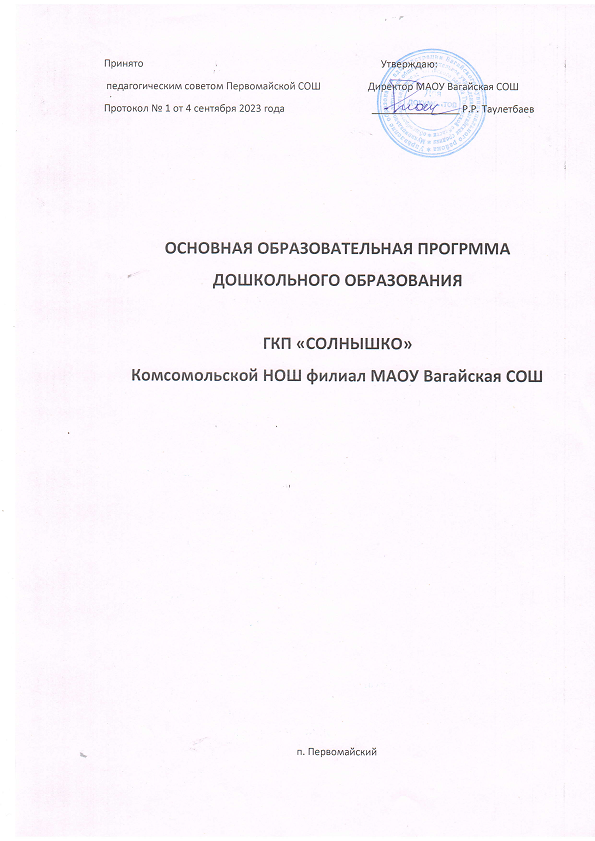 Принято Утверждаю:
педагогическим советом Первомайской СОШ Директор МАОУ Вагайская СОШ
Протокол № 1 от 4 сентября 2023 года Р.Р. Таулетбаев
ОСНОВНАЯ ОБРАЗОВАТЕЛЬНАЯ ПРОГРММА
ДОШКОЛЬНОГО ОБРАЗОВАНИЯ
ГКП «СОЛНЫШКО»
Комсомольской НОШ филиал МАОУ Вагайская СОШ
п. Первомайский